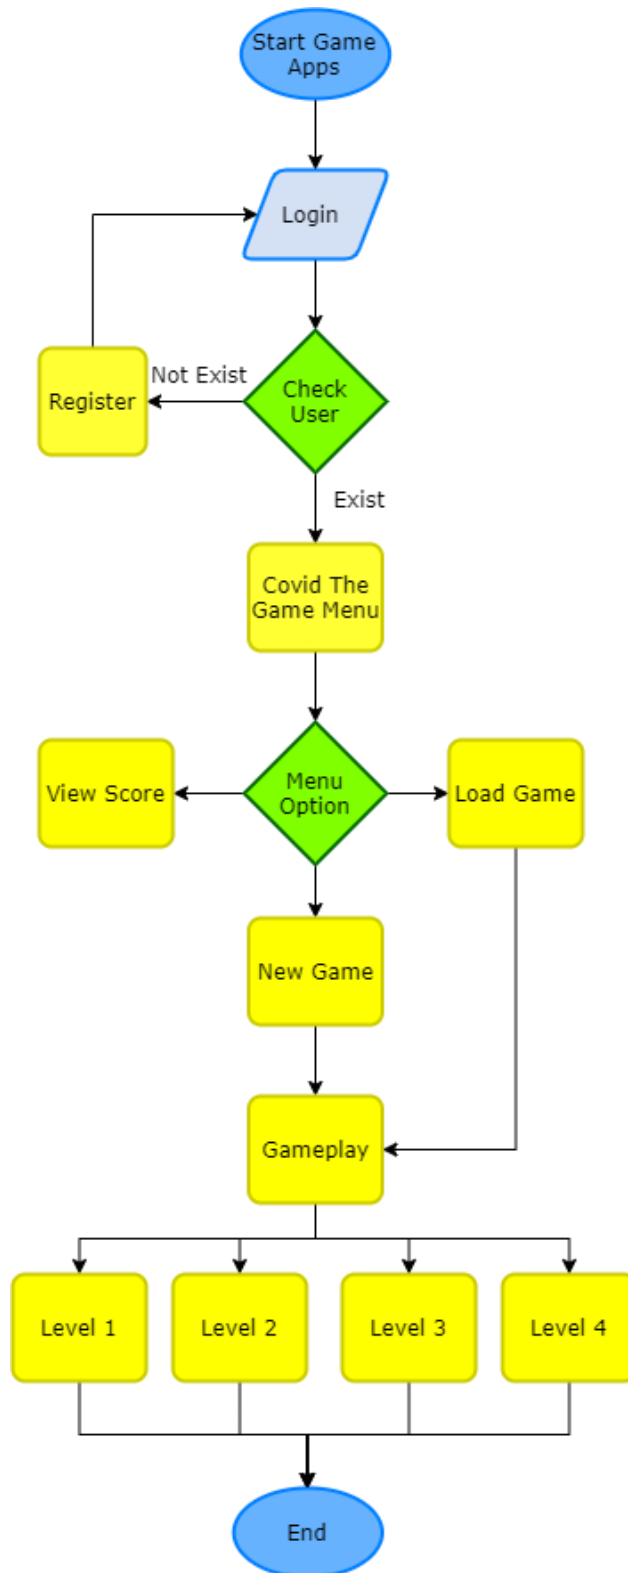 Start Game
Apps
Login
Not Exist
Register
Check
User
Exist
Covid The
Game Menu
View Score
Menu
Option
Load Game
New Game
Gameplay
Level 1
Level 2
Level 3
Level 4
End